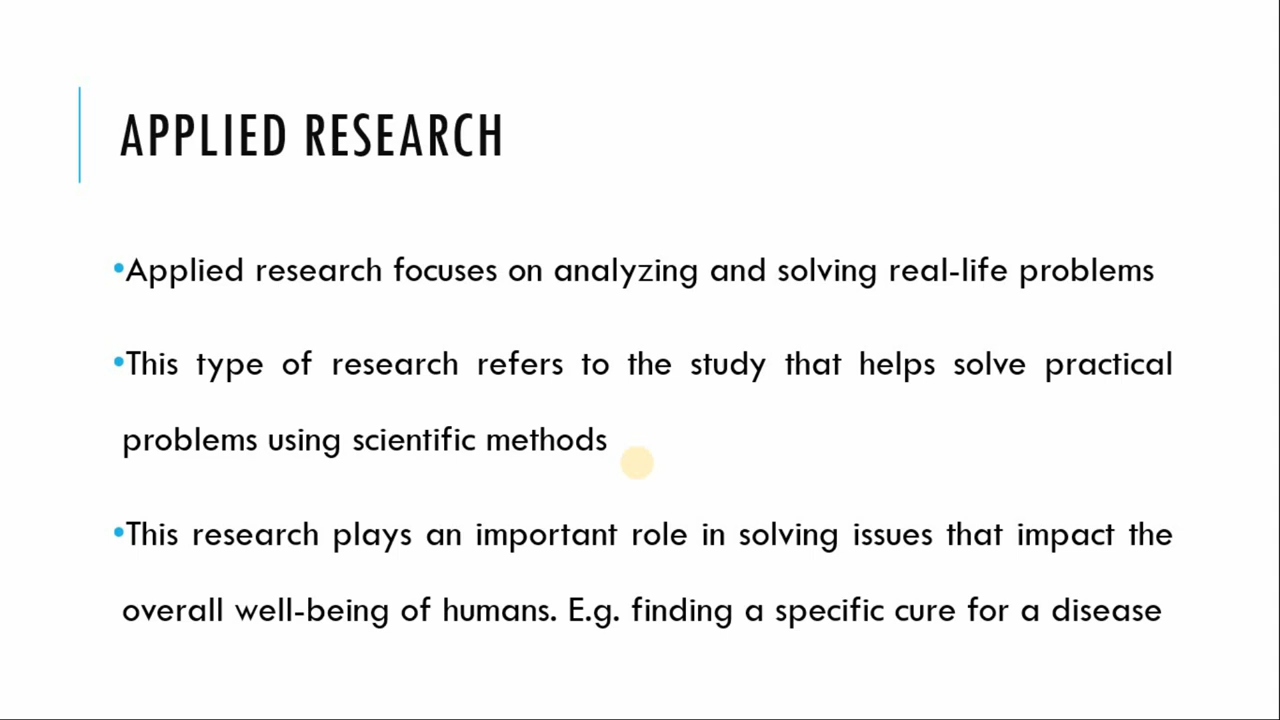 APPLIED RESEARCH
•Applied research focuses on analyzing and solving real-life problems
•This type of research refers to the study that helps solve practical
problems using scientific methods
•This research plays an important role in solving issues that impact the
overall well-being of humans. E.g. finding a specific cure for a disease